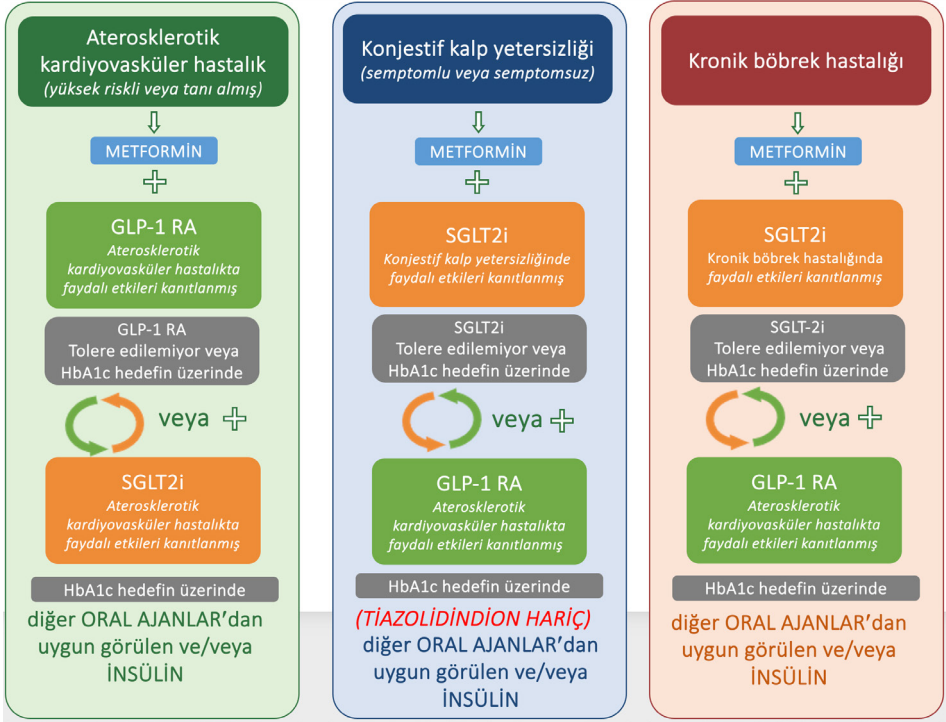 Aterosklerotik
kardiyovasküler hastalık
(yüksek riskli veya tanı almış)
METFORMİN
GLP-1 RA
Aterosklerotik
kardiyovasküler hastalıkta
faydalı etkileri kanıtlanmış
GLP-1 RA
Tolere edilemiyor veya
HbA1c hedefin üzerinde
veya
SGLT2i
Aterosklerotik
kardiyovasküler hastalıkta
faydalı etkileri kanıtlanmış
HbA1c hedefin üzerinde
diğer ORAL AJANLAR’dan
uygun görülen ve/veya
İNSÜLİN
Konjestif kalp yetersizliği
(semptomlu veya semptomsuz)
METFORMİN
SGLT2i
Konjestif kalp yetersizliğinde
faydalı etkileri kanıtlanmış
SGLT2i
Tolere edilemiyor veya
HbA1c hedefin üzerinde
veya
GLP-1 RA
Aterosklerotik
kardiyovasküler hastalıkta
faydalı etkileri kanıtlanmış
HbA1c hedefin üzerinde
(TİAZOLİDİNDİON HARİÇ)
diğer ORAL AJANLAR’dan
uygun görülen ve/veya
İNSÜLİN
Kronik böbrek hastalığı
METFORMİN
SGLT2i
Kronik böbrek hastalığında
faydalı etkileri kanıtlanmış
SGLT-2i
Tolere edilemiyor veya
HbA1c hedefin üzerinde
veya
GLP-1 RA
Aterosklerotik
kardiyovasküler hastalıkta
faydalı etkileri kanıtlanmış
HbA1c hedefin üzerinde
diğer ORAL AJANLAR’dan
uygun görülen ve/veya
İNSÜLİN